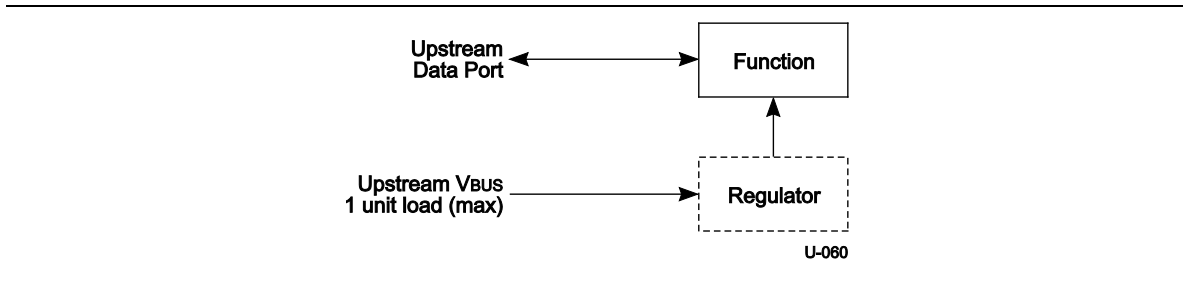 Upstream
Data Port
Function
Upstream VBUS
1 unit load (max)
Regulator
U-060